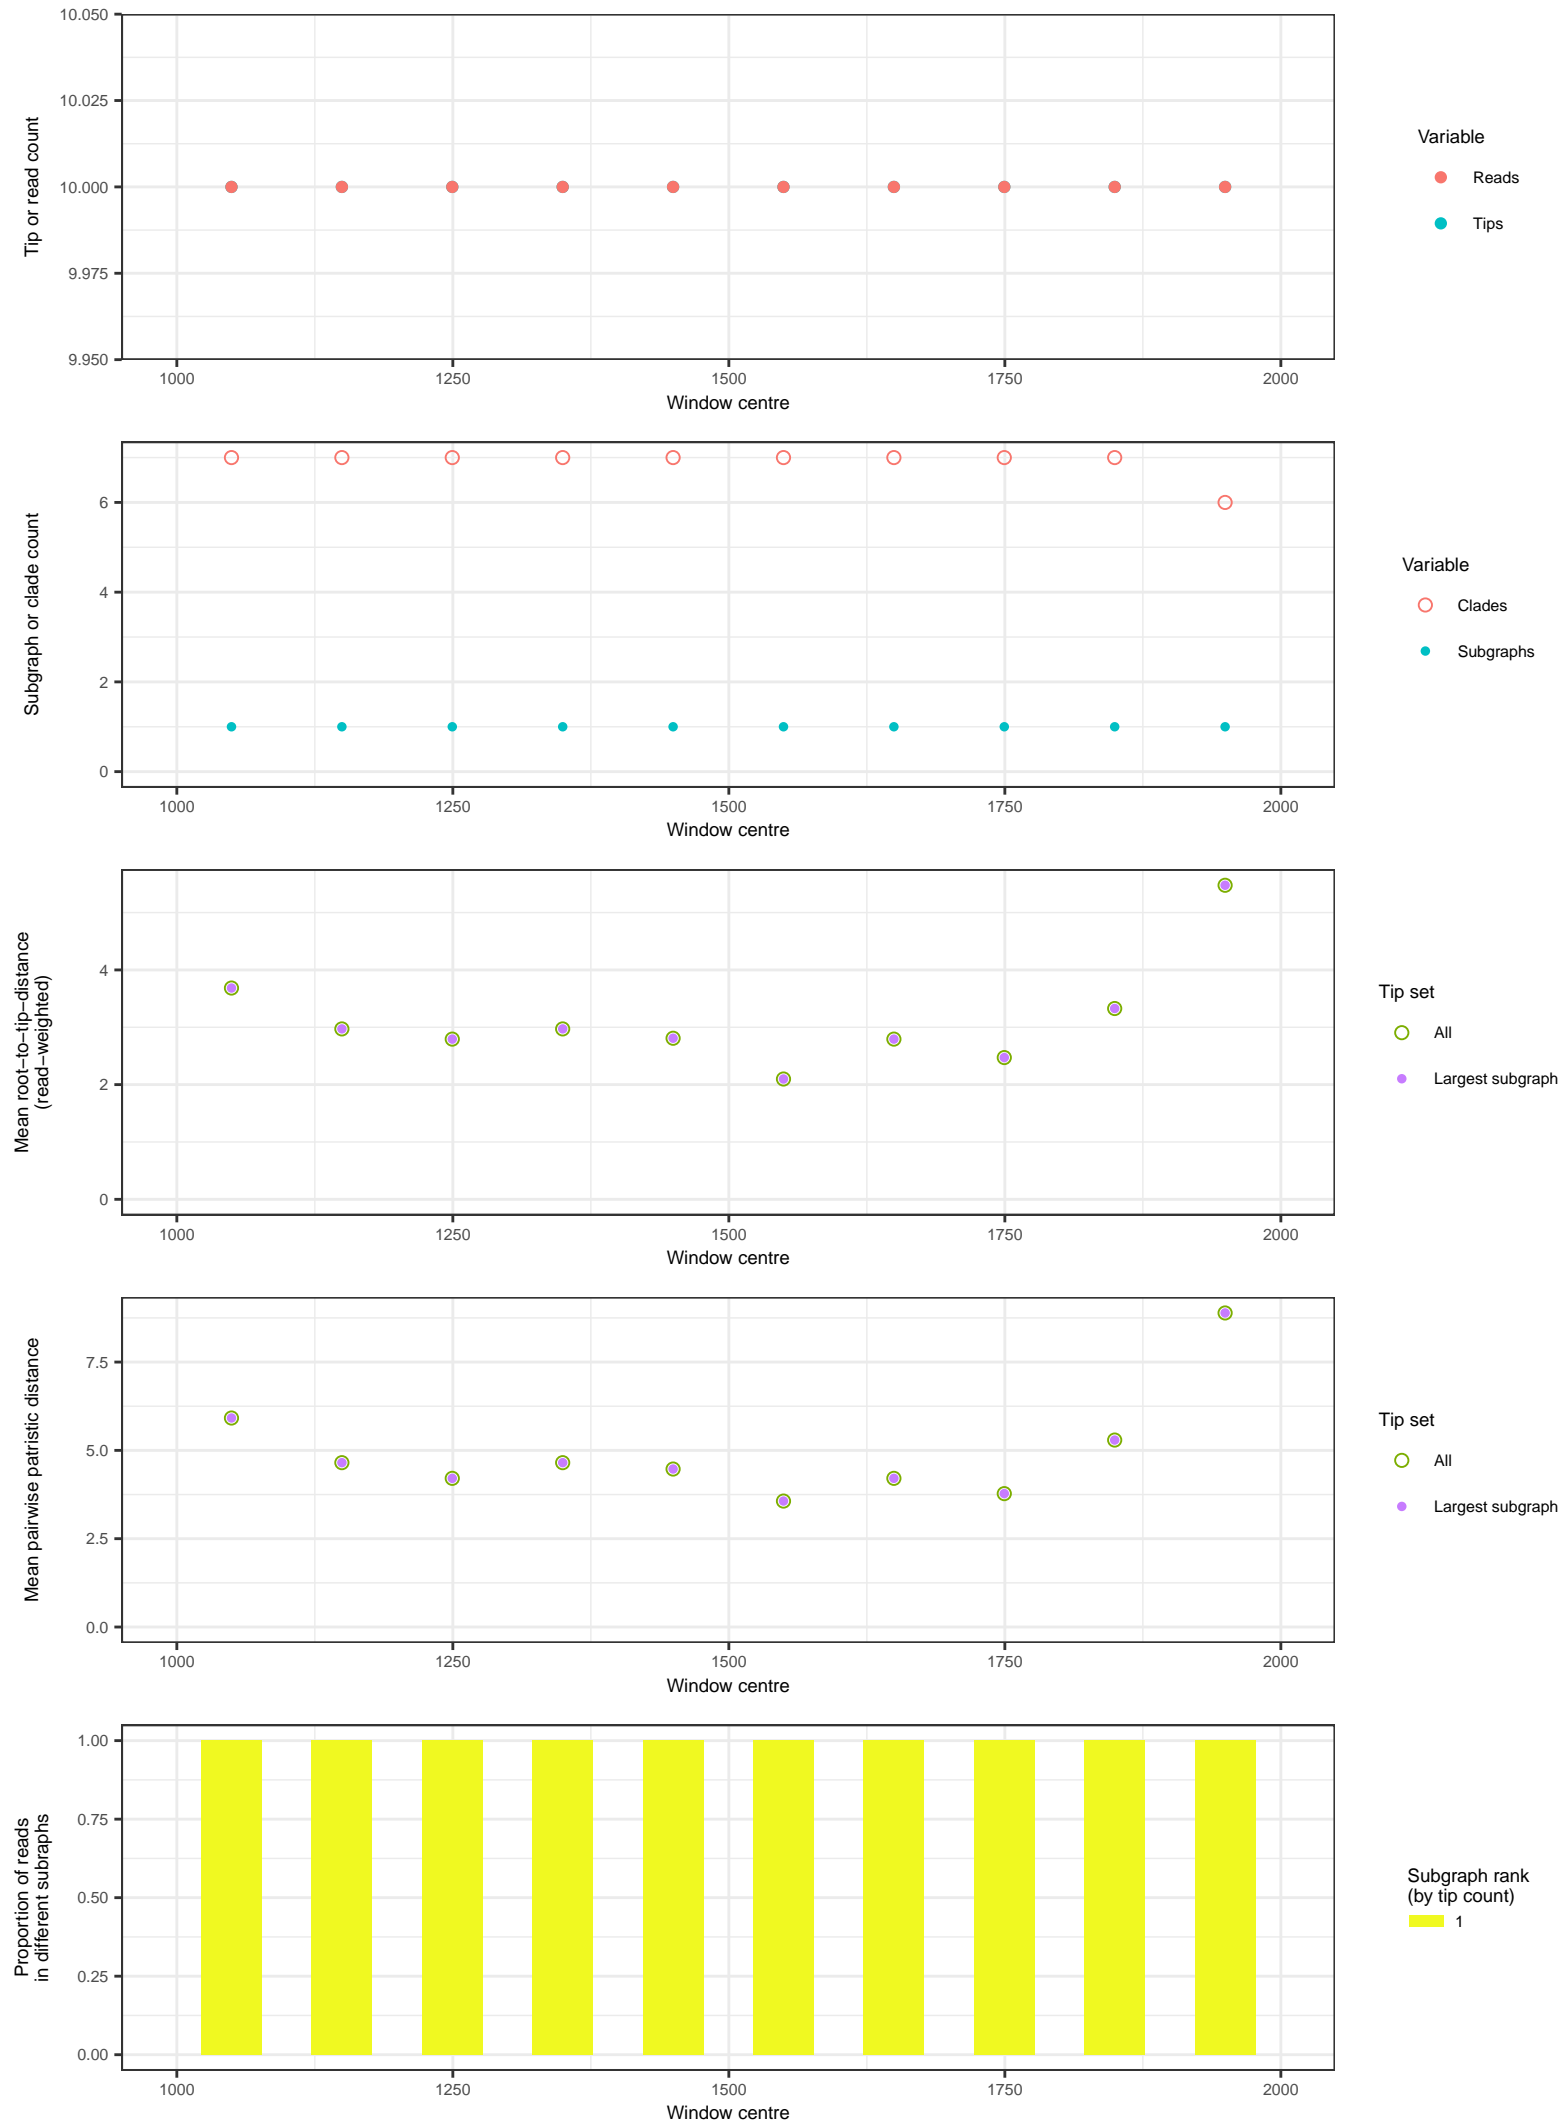 10.050
10.025
10.000
9.975
9.950
Tip or read count
1000 1250 1500 1750 2000
Window centre
Variable
Reads
Tips
6
4
2
0
Subgraph or clade count
1000 1250 1500 1750 2000
Window centre
Variable
Clades
Subgraphs
4
2
0
Mean root−to−tip−distance
(read−weighted)
1000 1250 1500 1750 2000
Window centre
Tip set
All
Largest subgraph
7.5
5.0
2.5
0.0
Mean pairwise patristic distance
1000 1250 1500 1750 2000
Window centre
Tip set
All
Largest subgraph
1.00
0.75
0.50
0.25
0.00
Proportion of reads
in different subraphs
1000 1250 1500 1750 2000
Window centre
Subgraph rank
(by tip count)
1